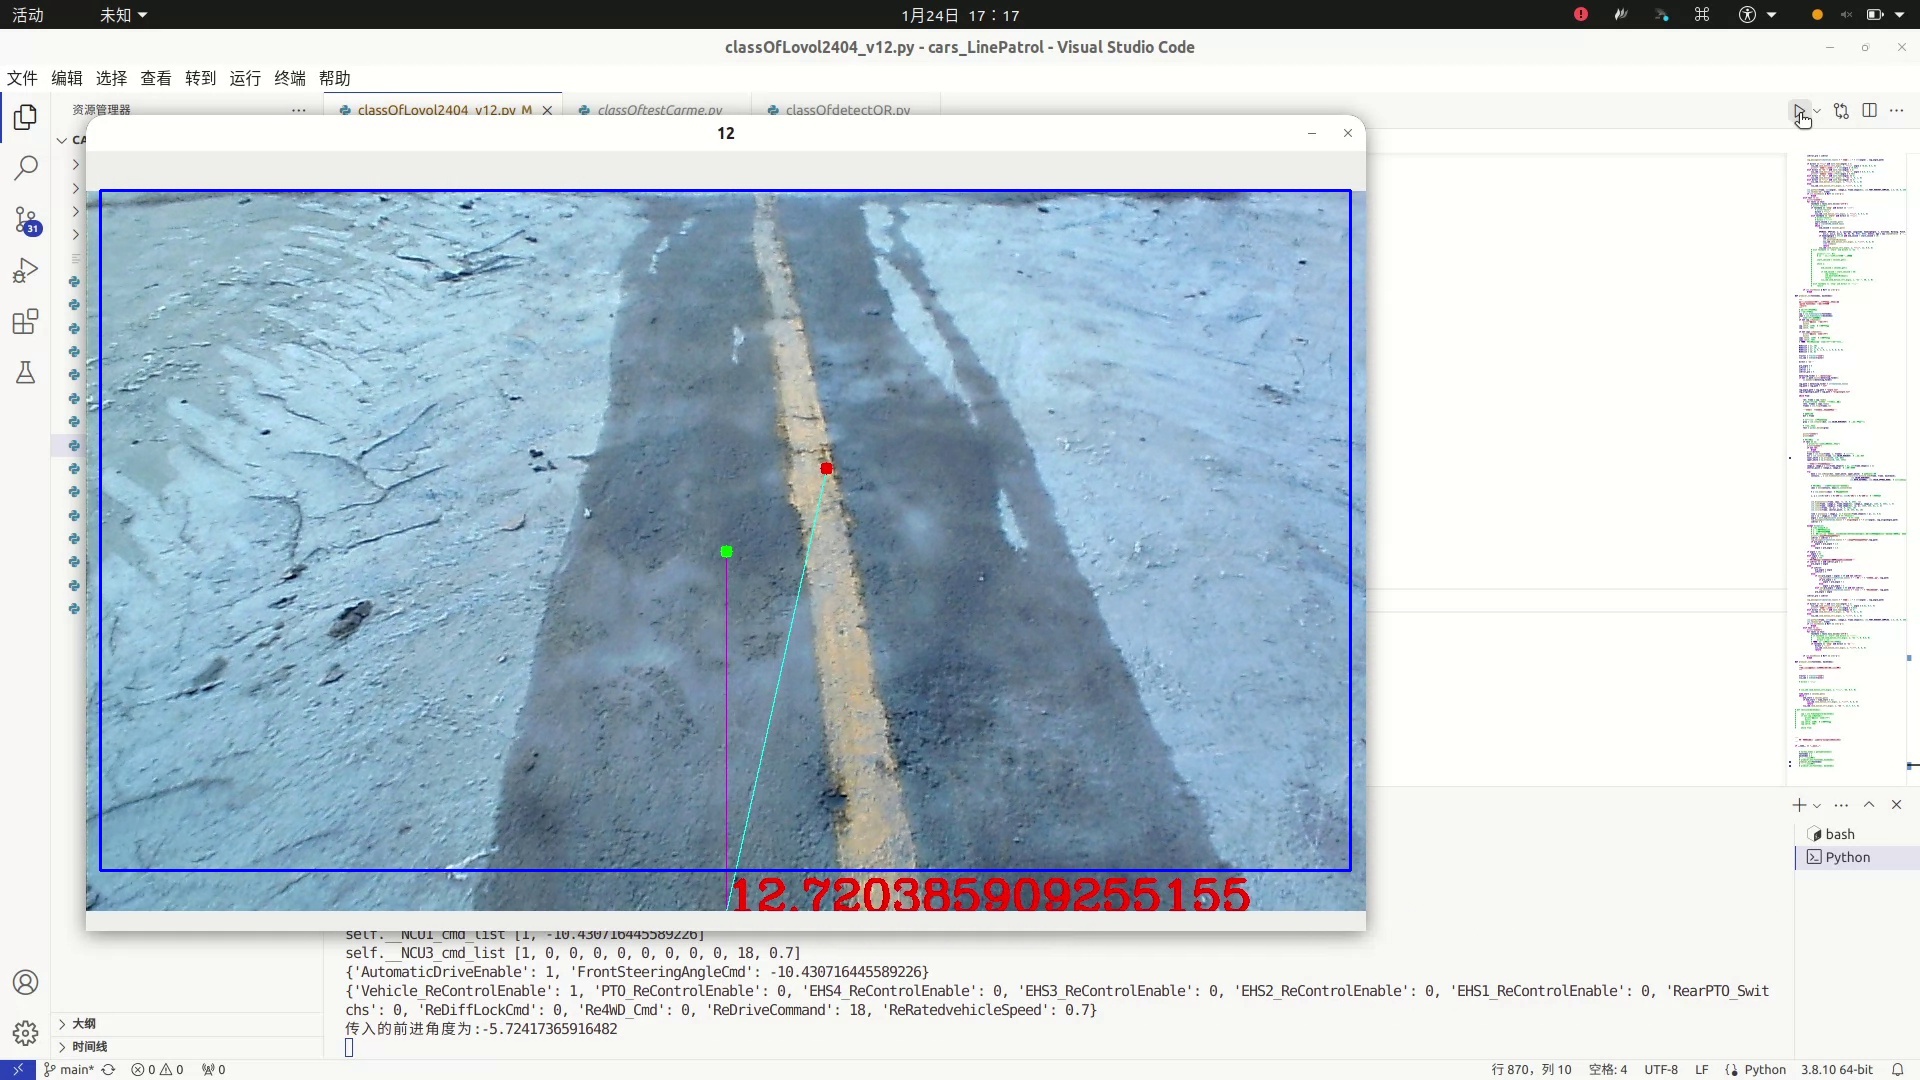 活动
未知
1月24日 17：17
classOfLovol2404_v12.py - cars_LinePatrol - Visual Studio Code
文件 编辑 选择 查看 转到 运行 终端 帮助
资源管理器 ···
classOfLovol2404_v12.py M
classOftestCarme.py
classOfdetectQR.py
CA
12
31
12.720385909255155
bash
Python
self.__NCU1_cmd_list [1, -10.430716445589226]
self.__NCU3_cmd_list [1, 0, 0, 0, 0, 0, 0, 0, 0, 18, 0.7]
{'AutomaticDriveEnable': 1, 'FrontSteeringAngleCmd': -10.430716445589226}
{'Vehicle_ReControlEnable': 1, 'PTO_ReControlEnable': 0, 'EHS4_ReControlEnable': 0, 'EHS3_ReControlEnable': 0, 'EHS2_ReControlEnable': 0, 'EHS1_ReControlEnable': 0, 'RearPTO_Swit
chs': 0, 'ReDiffLockCmd': 0, 'Re4WD_Cmd': 0, 'ReDriveCommand': 18, 'ReRatedvehicleSpeed': 0.7}
传入的前进角度为:-5.72417365916482
大纲
时间线
main* 0 0 0
行 870，列 10 空格: 4 UTF-8 LF Python 3.8.10 64-bit